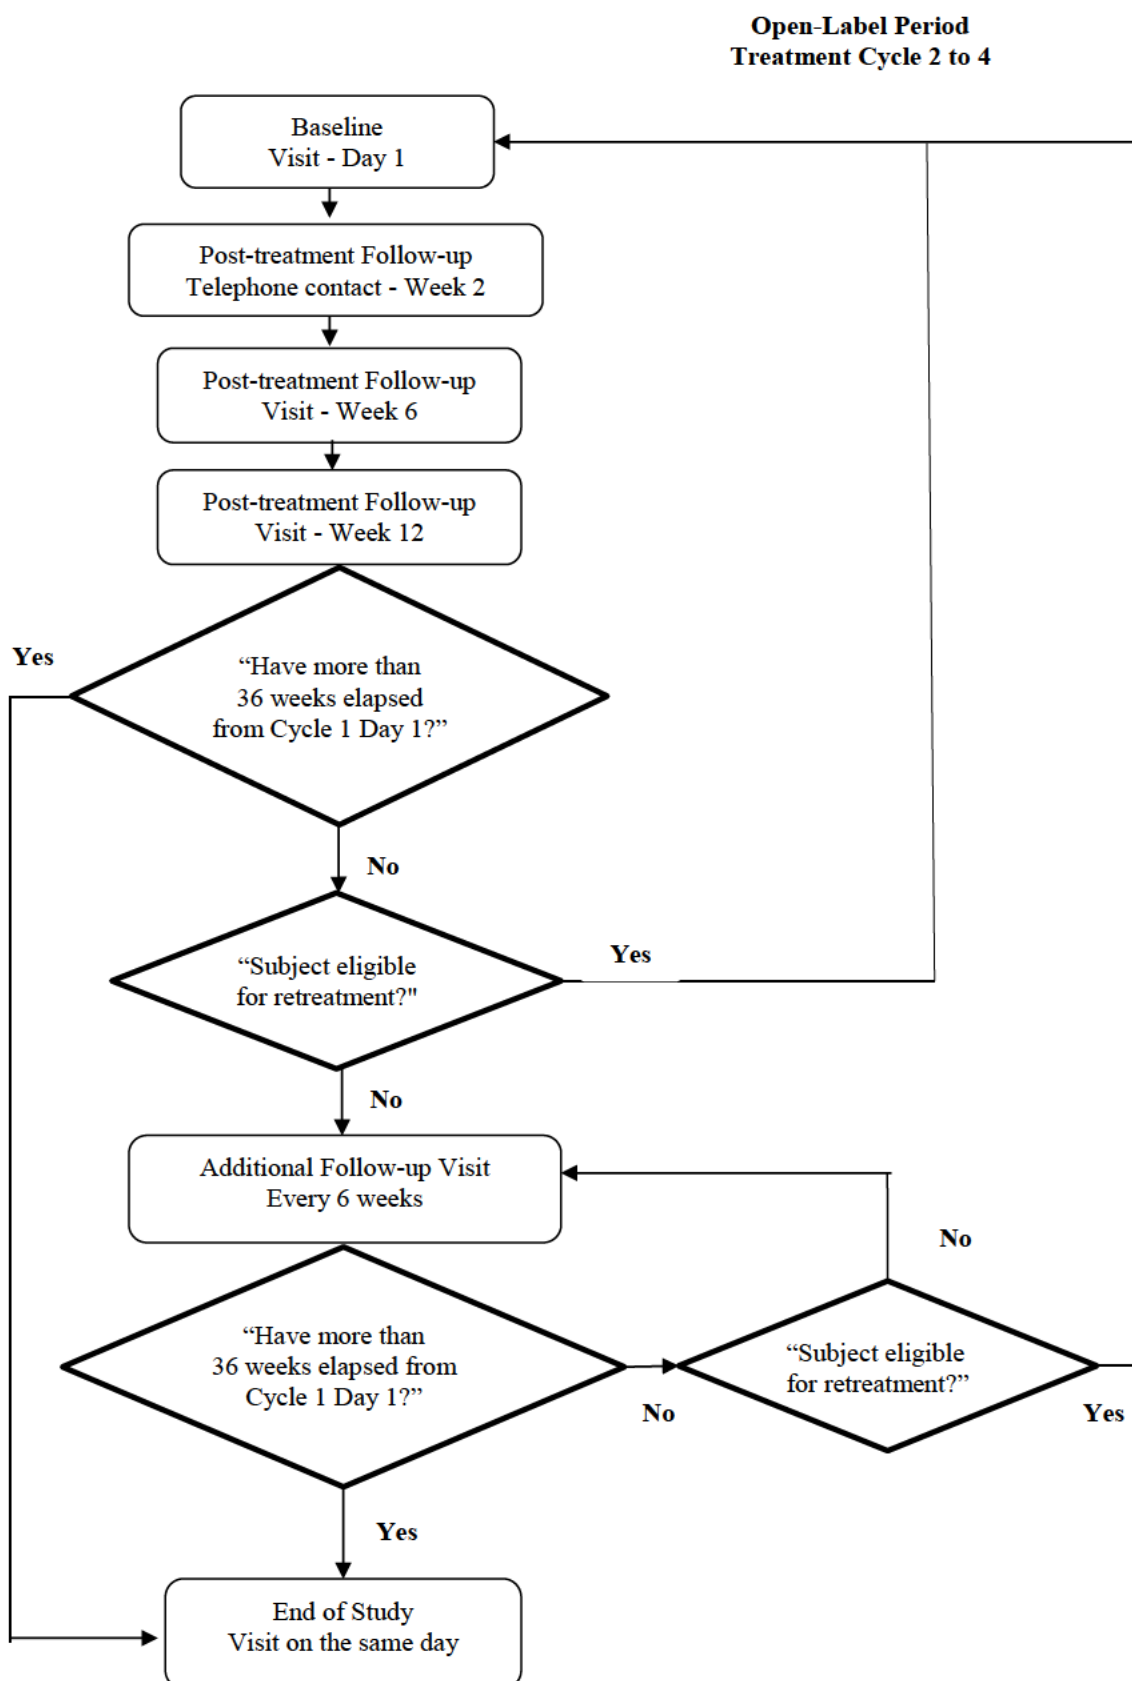 Open-Label Period
Treatment Cycle 2 to 4
Baseline
Visit - Day 1
Post-treatment Follow-up
Telephone contact - Week 2
Post-treatment Follow-up
Visit - Week 6
Post-treatment Follow-up
Visit - Week 12
Yes
“Have more than
36 weeks elapsed
from Cycle 1 Day 1?”
No
“Subject eligible
for retreatment?"
Yes
No
Additional Follow-up Visit
Every 6 weeks
No
“Have more than
36 weeks elapsed from
Cycle 1 Day 1?”
No
“Subject eligible
for retreatment?”
Yes
Yes
End of Study
Visit on the same day